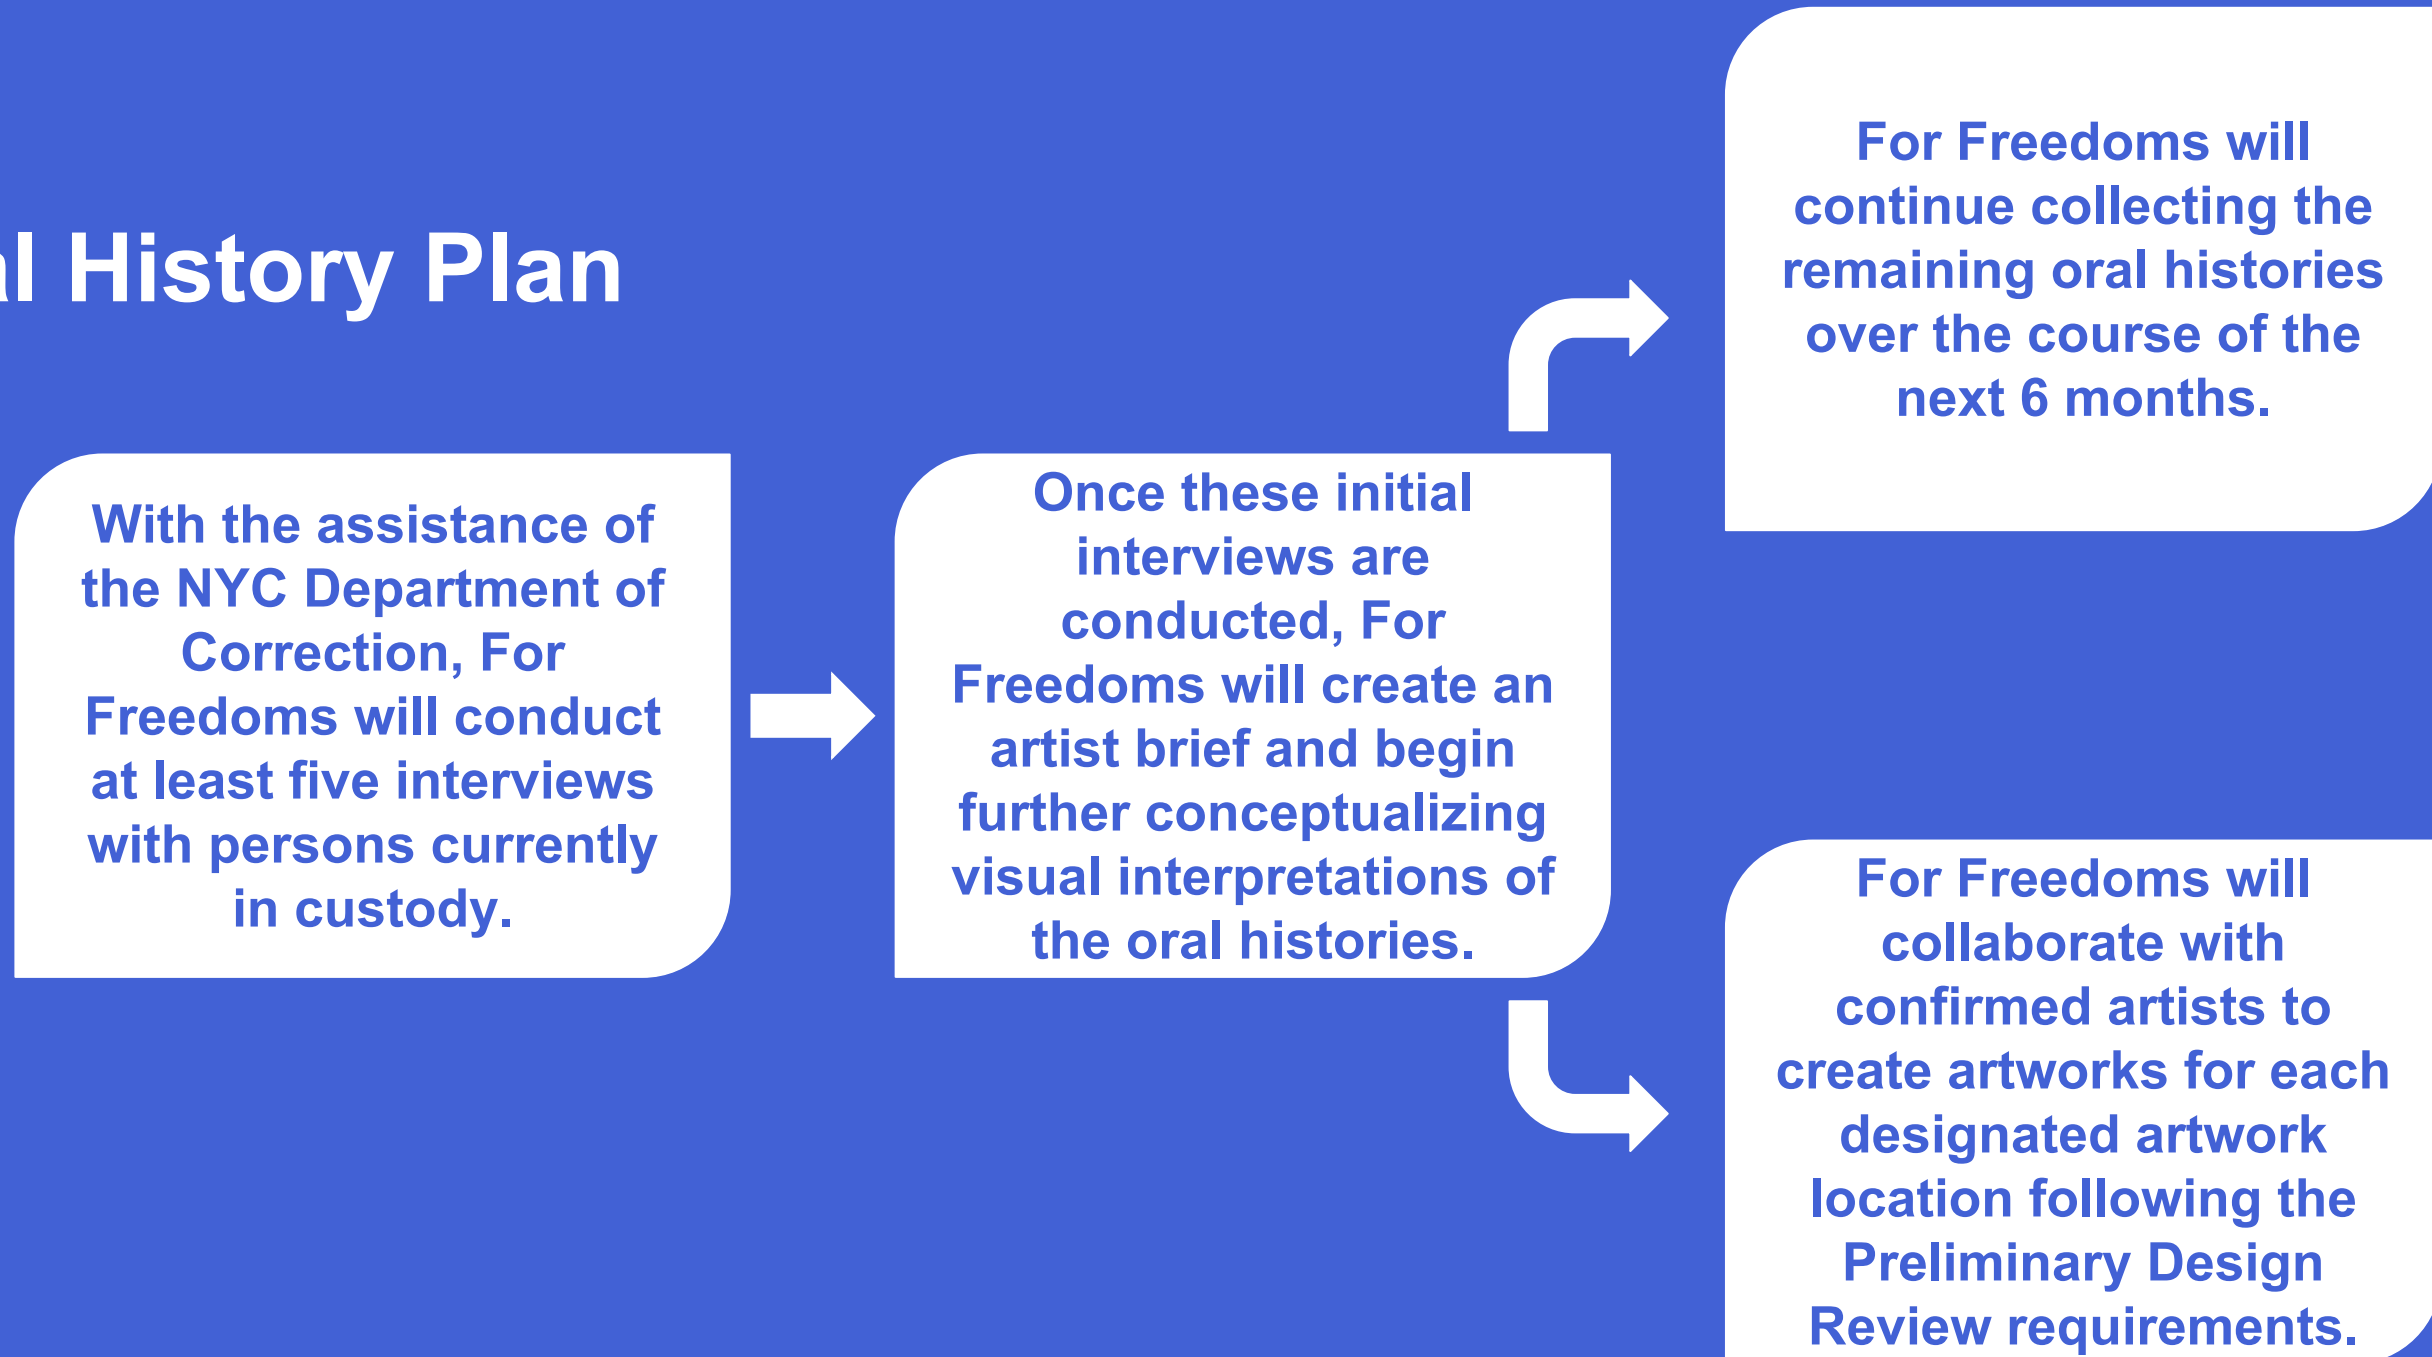 al History Plan
With the assistance of
the NYC Department of
Correction, For
Freedoms will conduct
at least five interviews
with persons currently
in custody.
Once these initial
interviews are
conducted, For
Freedoms will create an
artist brief and begin
further conceptualizing
visual interpretations of
the oral histories.
For Freedoms will
continue collecting the
remaining oral histories
over the course of the
next 6 months.
For Freedoms will
collaborate with
confirmed artists to
create artworks for each
designated artwork
location following the
Preliminary Design
Review requirements.